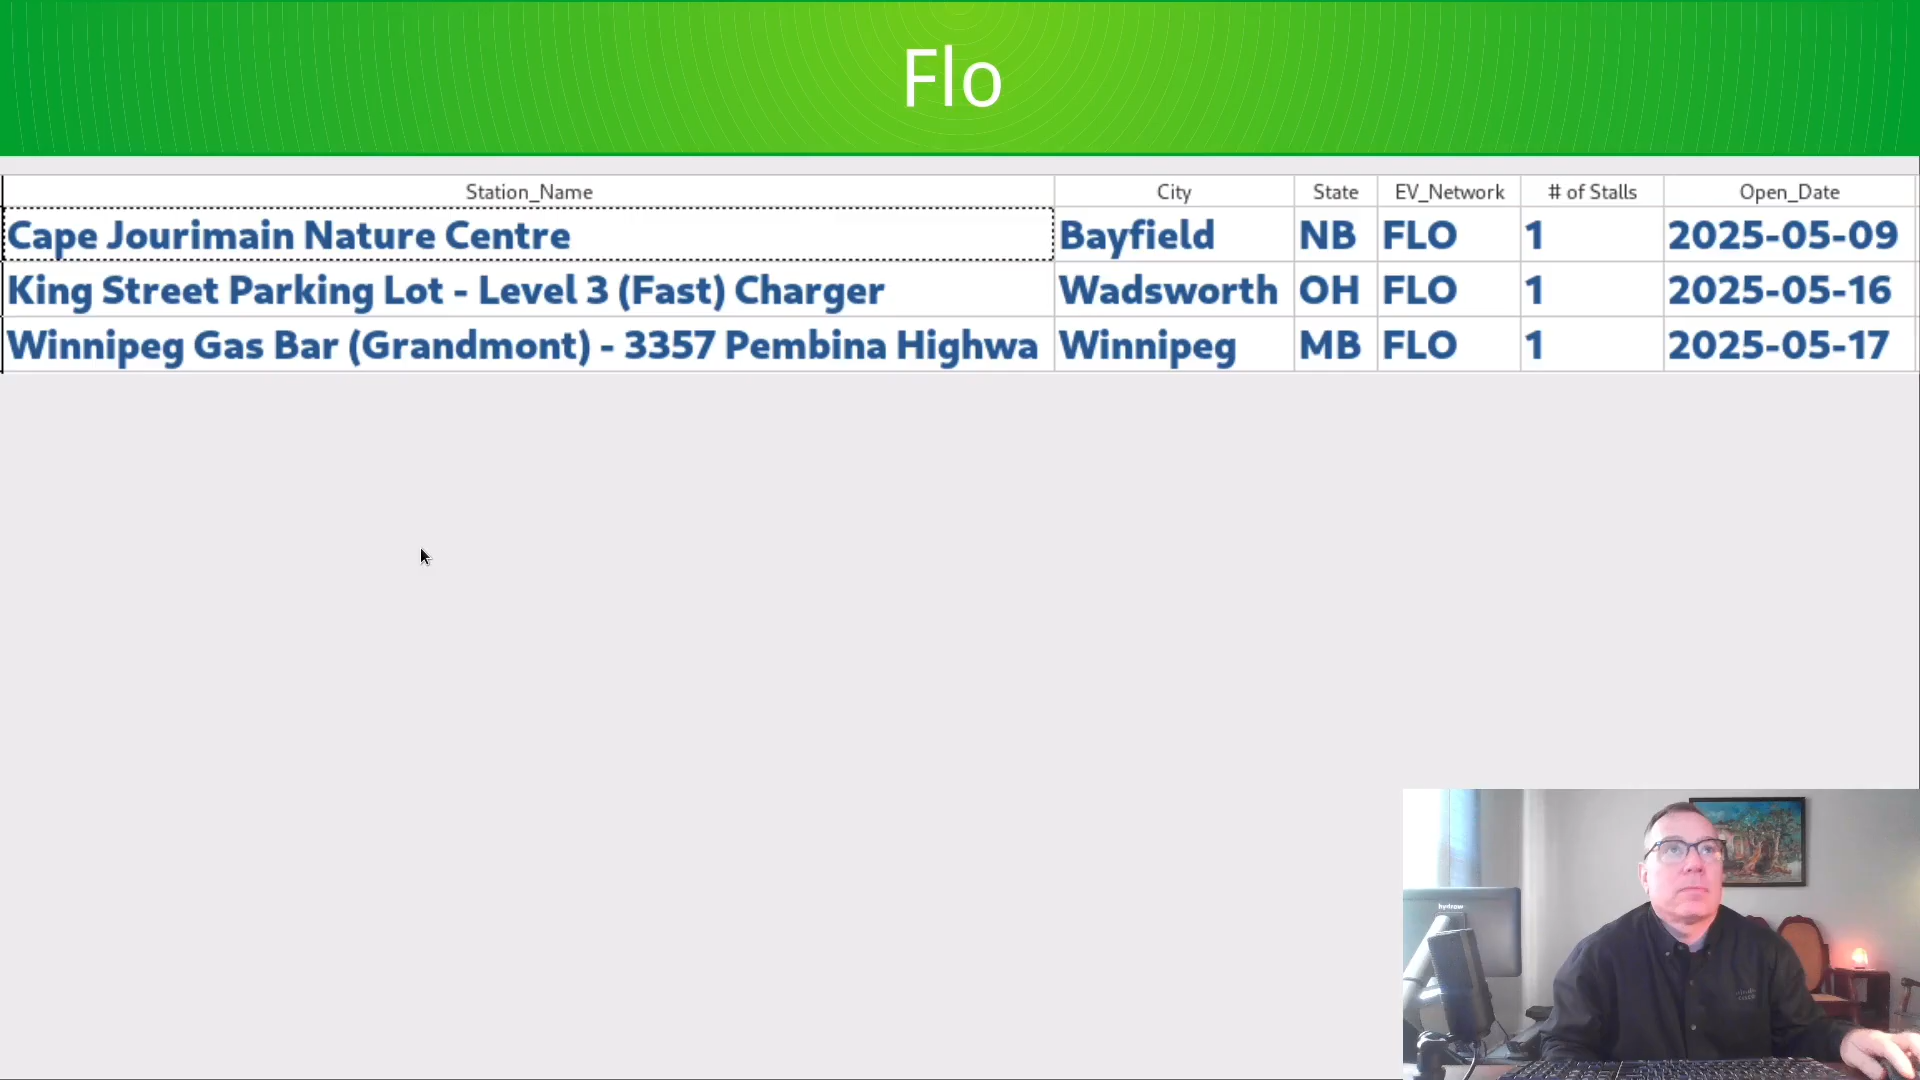 Flo
Station_Name City State EV_Network # of Stalls Open_Date
Cape Jourimain Nature Centre Bayfield NB FLO 1 2025-05-09
King Street Parking Lot - Level 3 (Fast) Charger Wadsworth OH FLO 1 2025-05-16
Winnipeg Gas Bar (Grandmont) - 3357 Pembina Highwa Winnipeg MB FLO 1 2025-05-17